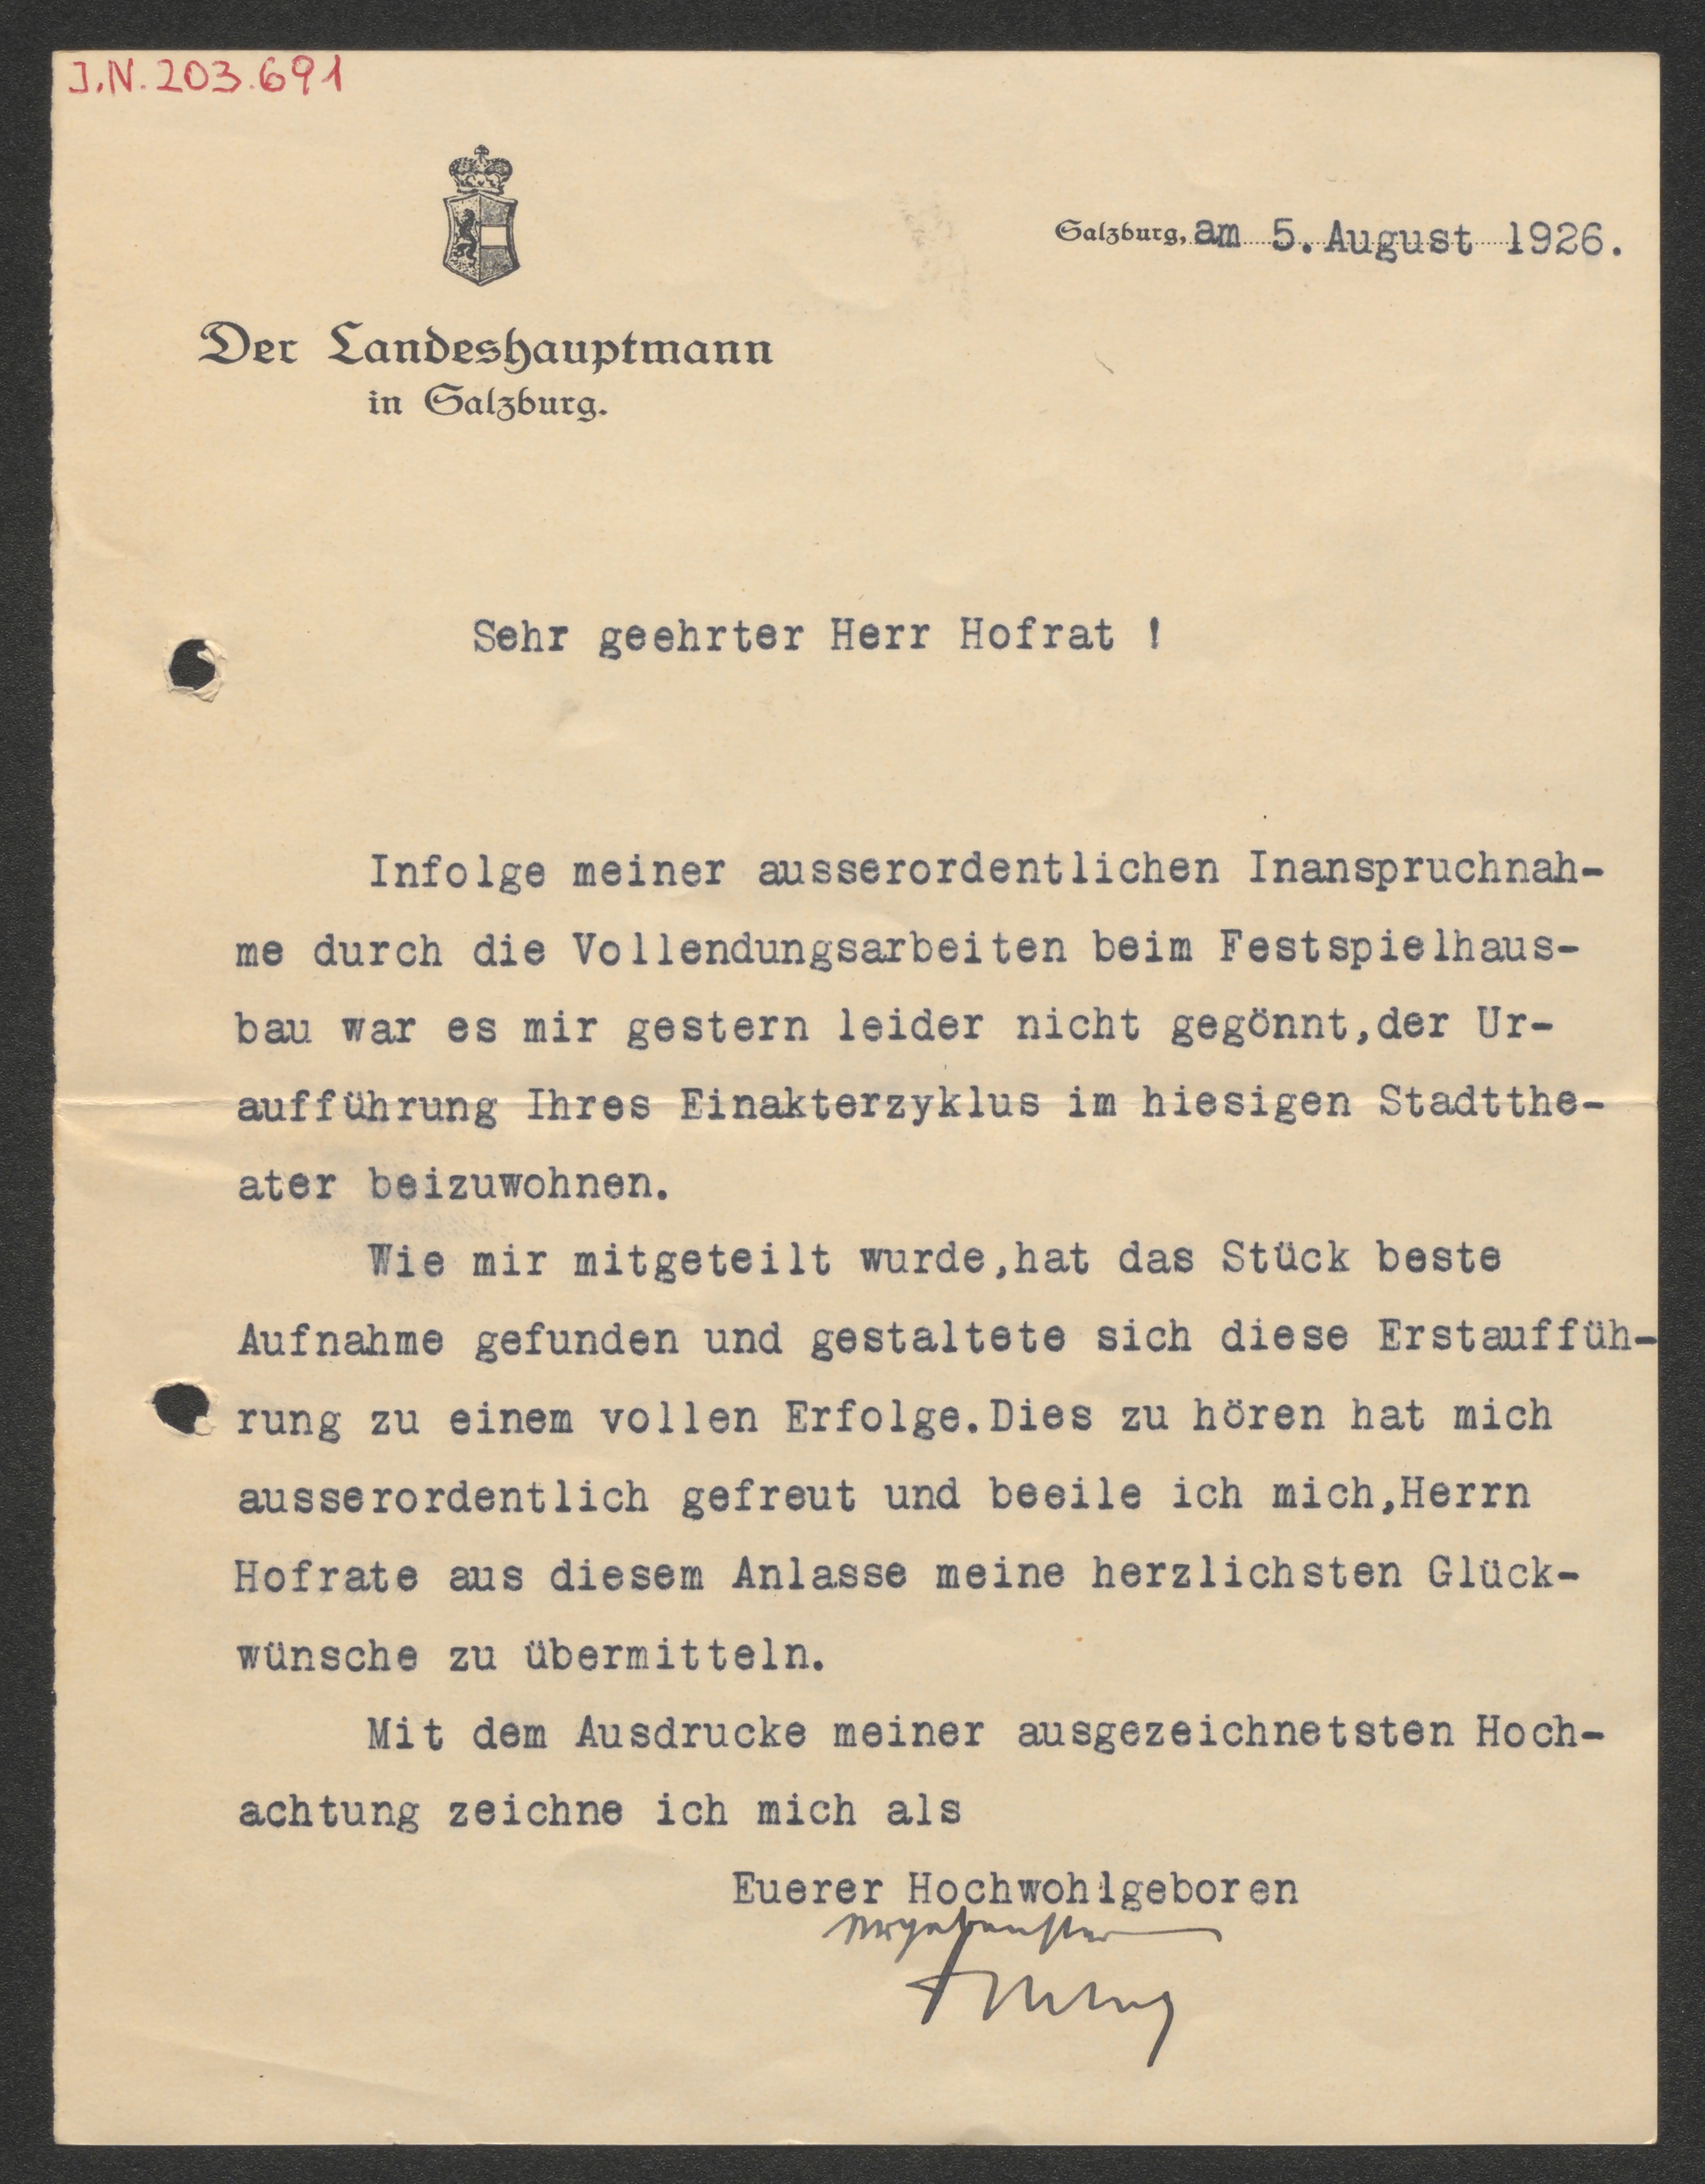 J.N. 203.691
Salzburg, am 5. August 1926.
Der Landeshauptmann
in Salzburg.
Sehr geehrter Herr Hofrat !
Infolge meiner ausserordentlichen Inanspruchnah-
me durch die Vollendungsarbeiten beim Festspielhaus-
bau war es mir gestern leider nicht gegönnt,der Ur-
aufführung Ihres Einakterzyklus im hiesigen Stadtthe-
ater beizuwohnen.
Wie mir mitgeteilt wurde,hat das Stück beste
Aufnahme gefunden und gestaltete sich diese Erstauffüh-
rung zu einem vollen Erfolge.Dies zu hören hat mich
ausserordentlich gefreut und beeile ich mich,Herrn
Hofrate aus diesem Anlasse meine herzlichsten Glück-
wünsche zu übermitteln.
Mit dem Ausdrucke meiner ausgezeichnetsten Hoch-
achtung zeichne ich mich als
Euerer Hochwohlgeboren
ergebenster